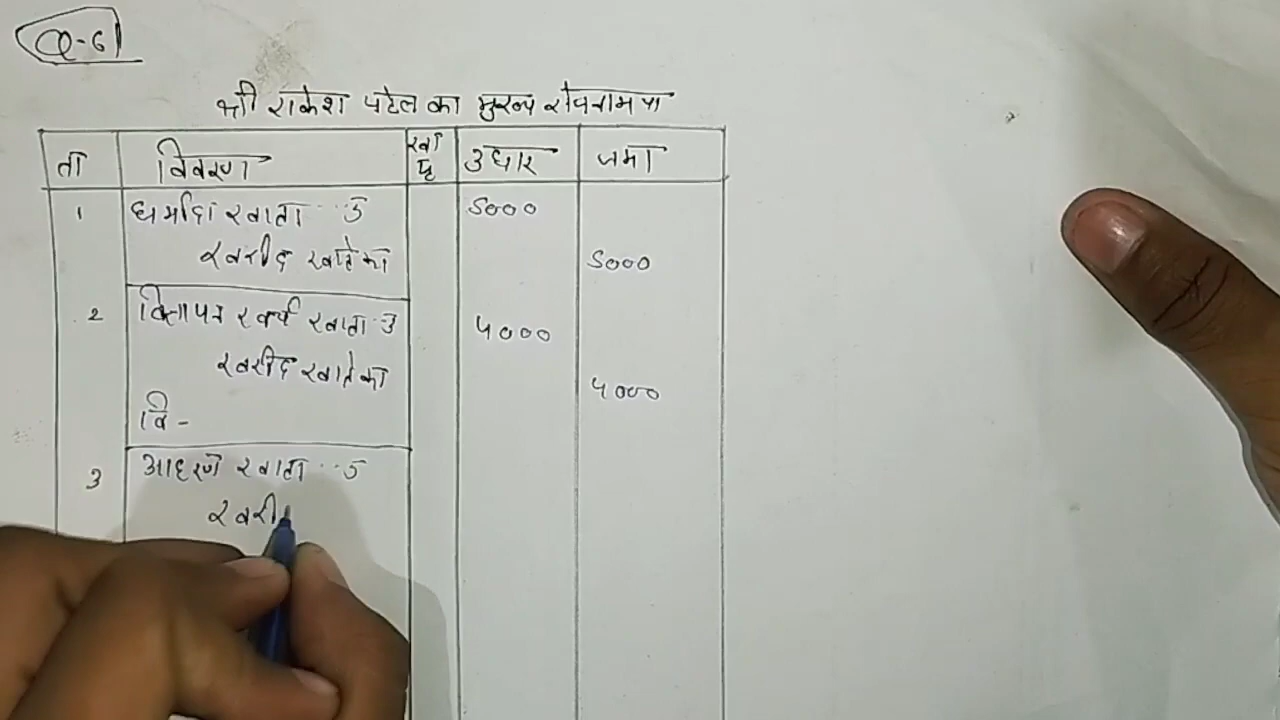 Q-6
श्री राकेश पटेल का मुख्य रोजनामचा
ता विवरण खा पृ उधार जमा
1 धर्मादा खाता ... उ 5000
खरीद खाते का 5000
2 विज्ञापन खर्च खाता .. उ 4000
खरीद खाते का 4000
वि -
3 आहरण खाता ... उ
खरी